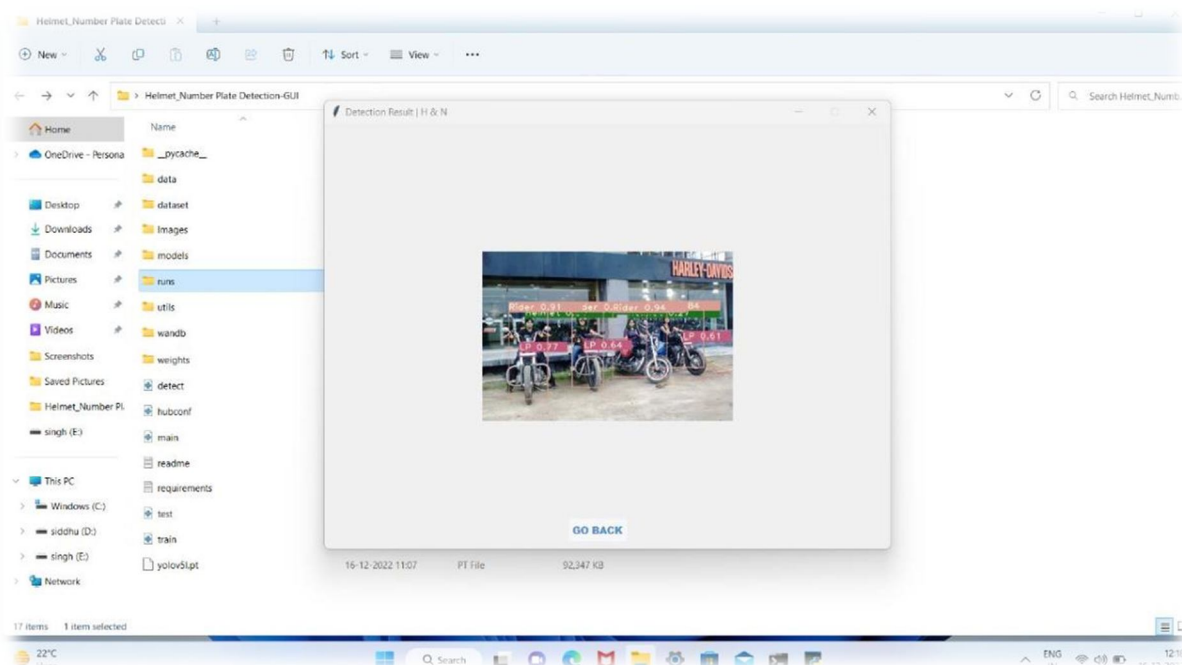 Helmet_Number Plate Detecti
New
Sort
View
Helmet_Number Plate Detection-GUI
Search Helmet_Numb
Home
OneDrive - Persona
Desktop
Downloads
Documents
Pictures
Music
Videos
Screenshots
Saved Pictures
Helmet_Number Pl
singh (E:)
This PC
Windows (C:)
siddhu (D:)
singh (E:)
Network
Name
__pycache__
data
dataset
Images
models
runs
utils
wandb
weights
detect
hubconf
main
readme
requirements
test
train
yolov5l.pt
16-12-2022 11:07 PT File 92,347 KB
Detection Result | H & N
HARLEY-DAVIDS
Rider 0.91
Rider 0.94
LP 0.77
LP 0.64
LP 0.61
GO BACK
17 items 1 item selected
22°C
Search
ENG